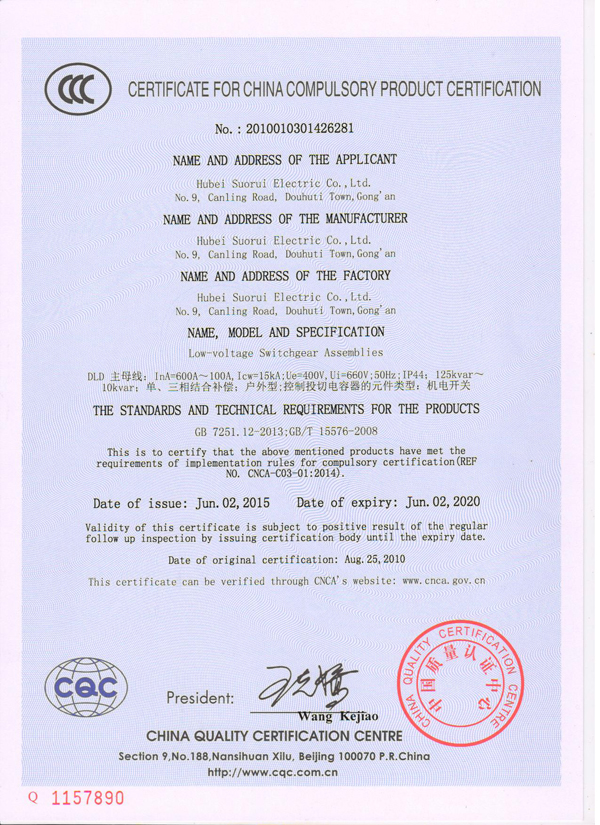 CCC
CERTIFICATE FOR CHINA COMPULSORY PRODUCT CERTIFICATION
No.: 2010010301426281
NAME AND ADDRESS OF THE APPLICANT
Hubei Suorui Electric Co.,Ltd.
No.9, Canling Road, Douhuti Town,Gong'an
NAME AND ADDRESS OF THE MANUFACTURER
Hubei Suorui Electric Co.,Ltd.
No.9, Canling Road, Douhuti Town,Gong'an
NAME AND ADDRESS OF THE FACTORY
Hubei Suorui Electric Co.,Ltd.
No.9, Canling Road, Douhuti Town,Gong'an
NAME, MODEL AND SPECIFICATION
Low-voltage Switchgear Assemblies
DLD 主母线: InA=600A～100A,Icw=15kA;Ue=400V,Ui=660V;50Hz;IP44; 125kvar～
10kvar; 单、三相结合补偿; 户外型;控制投切电容器的元件类型: 机电开关
THE STANDARDS AND TECHNICAL REQUIREMENTS FOR THE PRODUCTS
GB 7251.12-2013;GB/T 15576-2008
This is to certify that the above mentioned products have met the
requirements of implementation rules for compulsory certification(REF
NO. CNCA-C03-01:2014).
Date of issue: Jun.02,2015 Date of expiry: Jun.02,2020
Validity of this certificate is subject to positive result of the regular
follow up inspection by issuing certification body until the expiry date.
Date of original certification: Aug.25,2010
This certificate can be verified through CNCA's website: www.cnca.gov.cn
CQC
President:
Wang Kejiao
CHINA QUALITY CERTIFICATION CENTRE
中国质量认证中心
CHINA QUALITY CERTIFICATION CENTRE
Section 9,No.188,Nansihuan Xilu, Beijing 100070 P.R.China
http://www.cqc.com.cn
Q 1157890